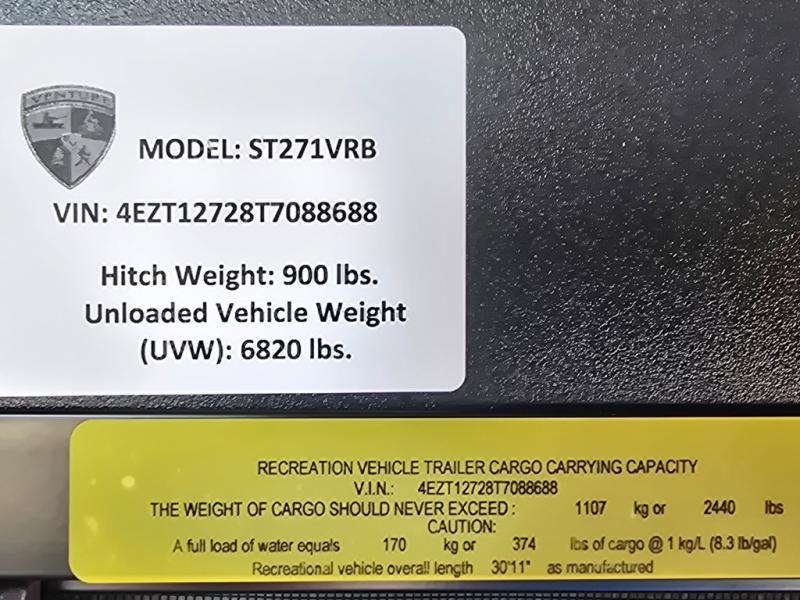 VENTURE
MODEL: ST271VRB
VIN: 4EZT12728T7088688
Hitch Weight: 900 lbs.
Unloaded Vehicle Weight
(UVW): 6820 lbs.
RECREATION VEHICLE TRAILER CARGO CARRYING CAPACITY
V.I.N.: 4EZT12728T7088688
THE WEIGHT OF CARGO SHOULD NEVER EXCEED : 1107 kg or 2440 lbs
CAUTION:
A full load of water equals 170 kg or 374 lbs of cargo @ 1 kg/L (8.3 lb/gal)
Recreational vehicle overall length 30'11" as manufactured